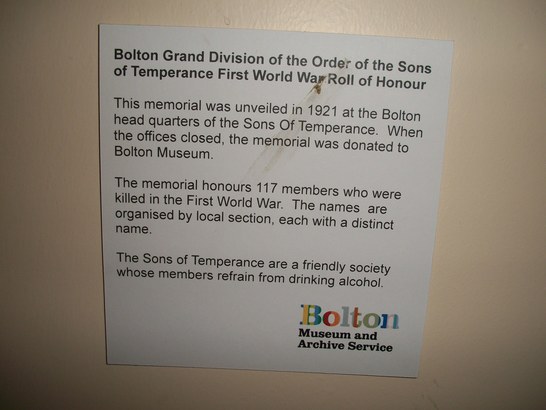 Bolton Grand Division of the Order of the Sons
of Temperance First World War Roll of Honour
This memorial was unveiled in 1921 at the Bolton
head quarters of the Sons Of Temperance. When
the offices closed, the memorial was donated to
Bolton Museum.
The memorial honours 117 members who were
killed in the First World War. The names are
organised by local section, each with a distinct
name.
The Sons of Temperance are a friendly society
whose members refrain from drinking alcohol.
Bolton
Museum and
Archive Service